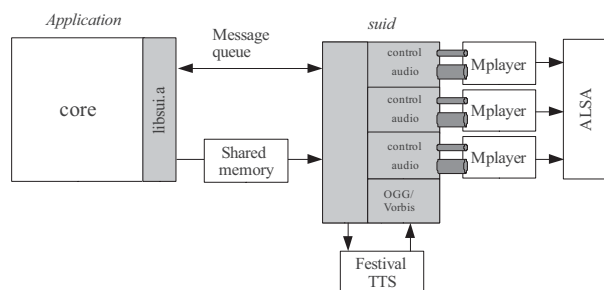 Application
suid
Message
queue
core
libsui.a
Shared
memory
control
audio
Mplayer
control
audio
Mplayer
control
audio
Mplayer
ALSA
OGG/
Vorbis
Festival
TTS